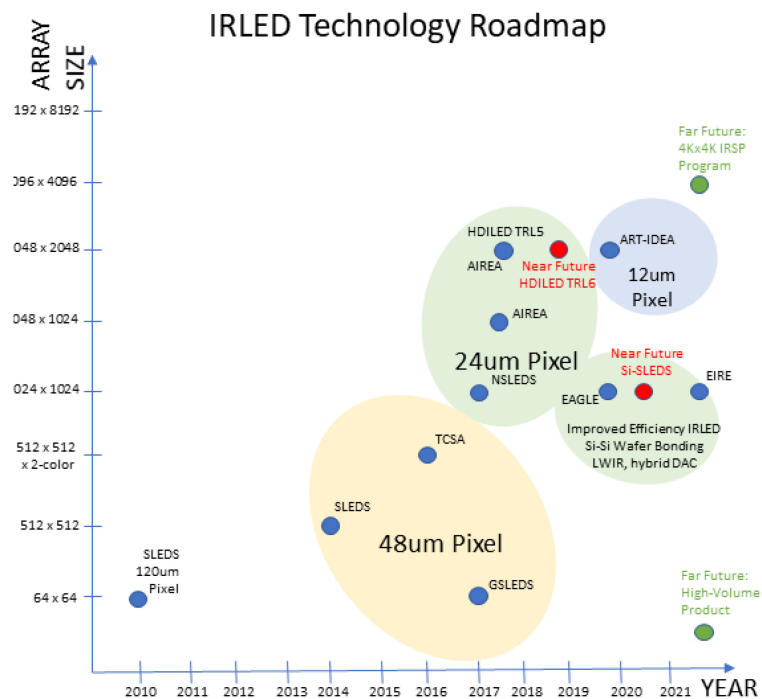 IRLED Technology Roadmap
ARRAY
SIZE
192 x 8192
Far Future:
4Kx4K IRSP
Program
096 x 4096
HDILED TRL5
ART-IDEA
048 x 2048
AIREA
Near Future
HDILED TRL6
12um
Pixel
AIREA
048 x 1024
24um Pixel
Near Future
Si-SLEDS
NSLEDS
EIRE
024 x 1024
EAGLE
Improved Efficiency IRLED
Si-Si Wafer Bonding
LWIR, hybrid DAC
TCSA
512 x 512
x 2-color
SLEDS
512 x 512
48um Pixel
SLEDS
120um
Pixel
GSLEDS
Far Future:
High-Volume
Product
64 x 64
2010 2011 2012 2013 2014 2015 2016 2017 2018 2019 2020 2021
YEAR